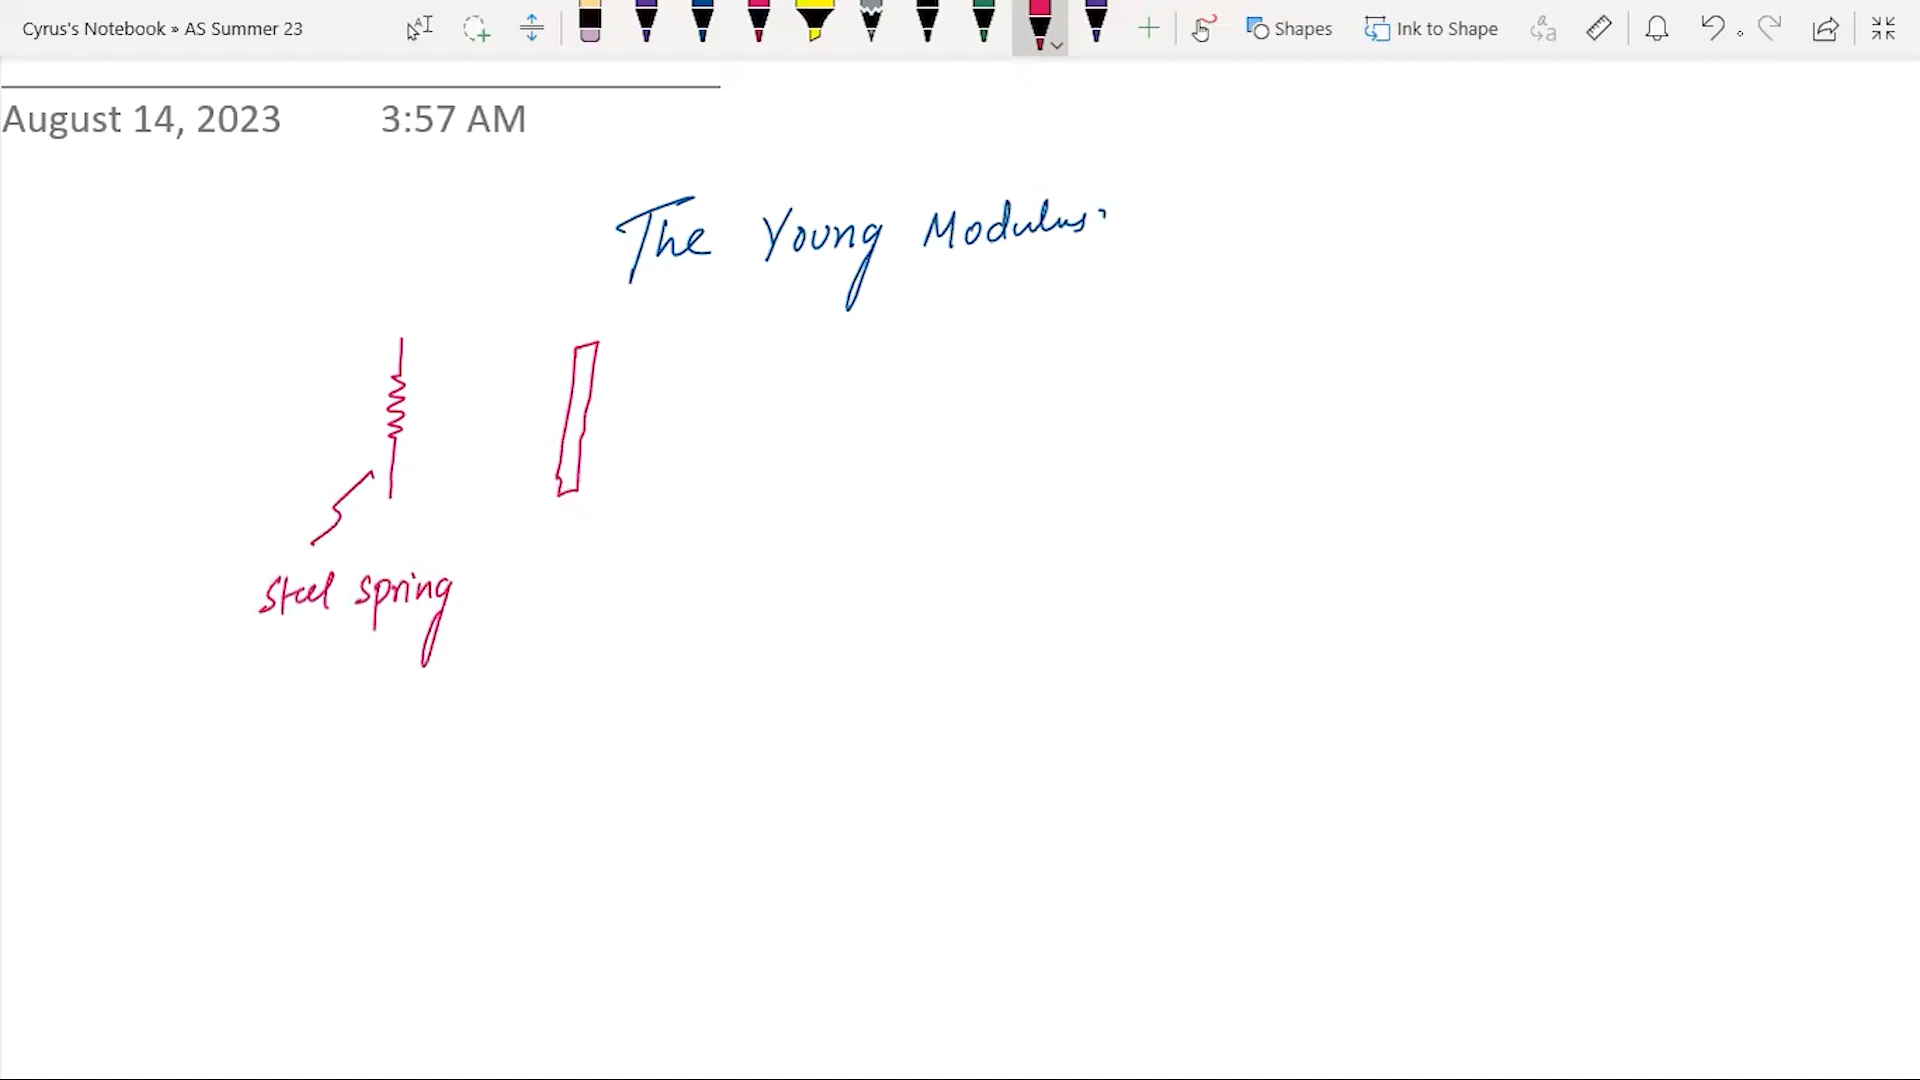 Cyrus's Notebook » AS Summer 23
Shapes
Ink to Shape
August 14, 2023 3:57 AM
The Young Modulus:
Steel spring